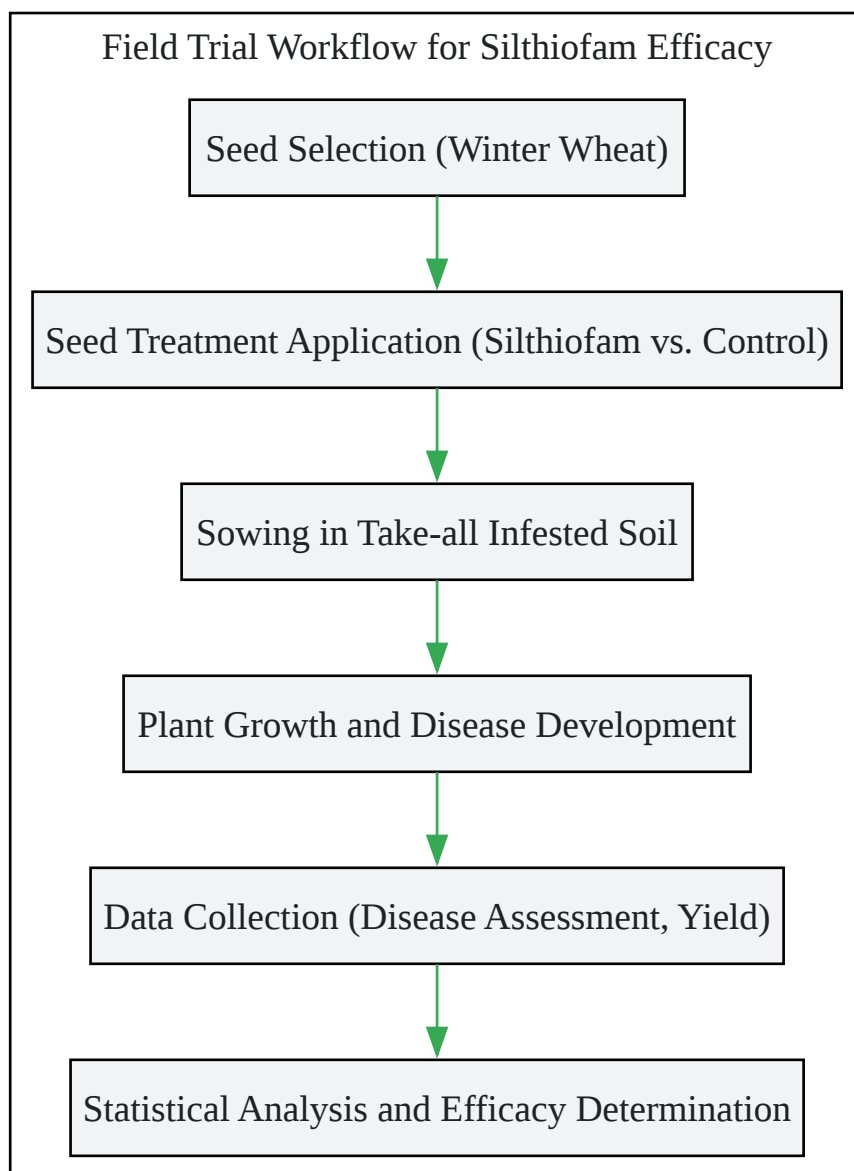 Field Trial Workflow for Silthiofam Efficacy
Seed Selection (Winter Wheat)
Seed Treatment Application (Silthiofam vs. Control)
Sowing in Take-all Infested Soil
Plant Growth and Disease Development
Data Collection (Disease Assessment, Yield)
Statistical Analysis and Efficacy Determination